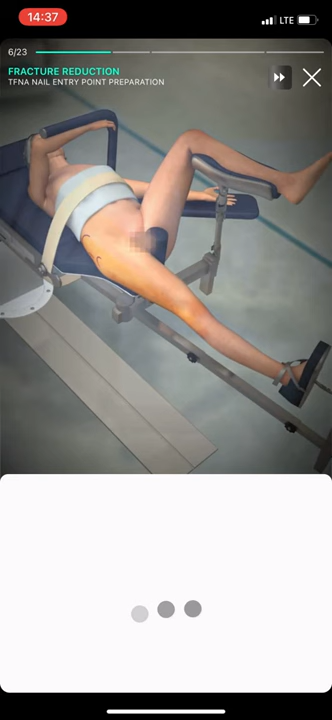 14:37
LTE
6/23
FRACTURE REDUCTION
TFNA NAIL ENTRY POINT PREPARATION